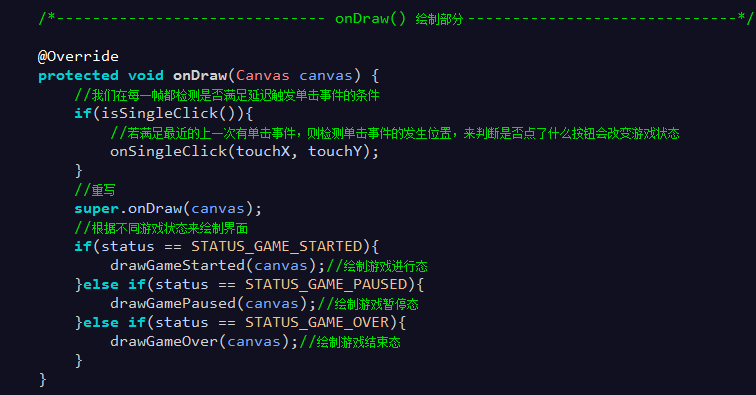 /*------------------------------ onDraw() 绘制部分 ------------------------------*/
@Override
protected void onDraw(Canvas canvas) {
//我们在每一帧都检测是否满足延迟触发单击事件的条件
if(isSingleClick()){
//若满足最近的上一次有单击事件，则检测单击事件的发生位置，来判断是否点了什么按钮会改变游戏状态
onSingleClick(touchX, touchY);
}
//重写
super.onDraw(canvas);
//根据不同游戏状态来绘制界面
if(status == STATUS_GAME_STARTED){
drawGameStarted(canvas);//绘制游戏进行态
}else if(status == STATUS_GAME_PAUSED){
drawGamePaused(canvas);//绘制游戏暂停态
}else if(status == STATUS_GAME_OVER){
drawGameOver(canvas);//绘制游戏结束态
}
}